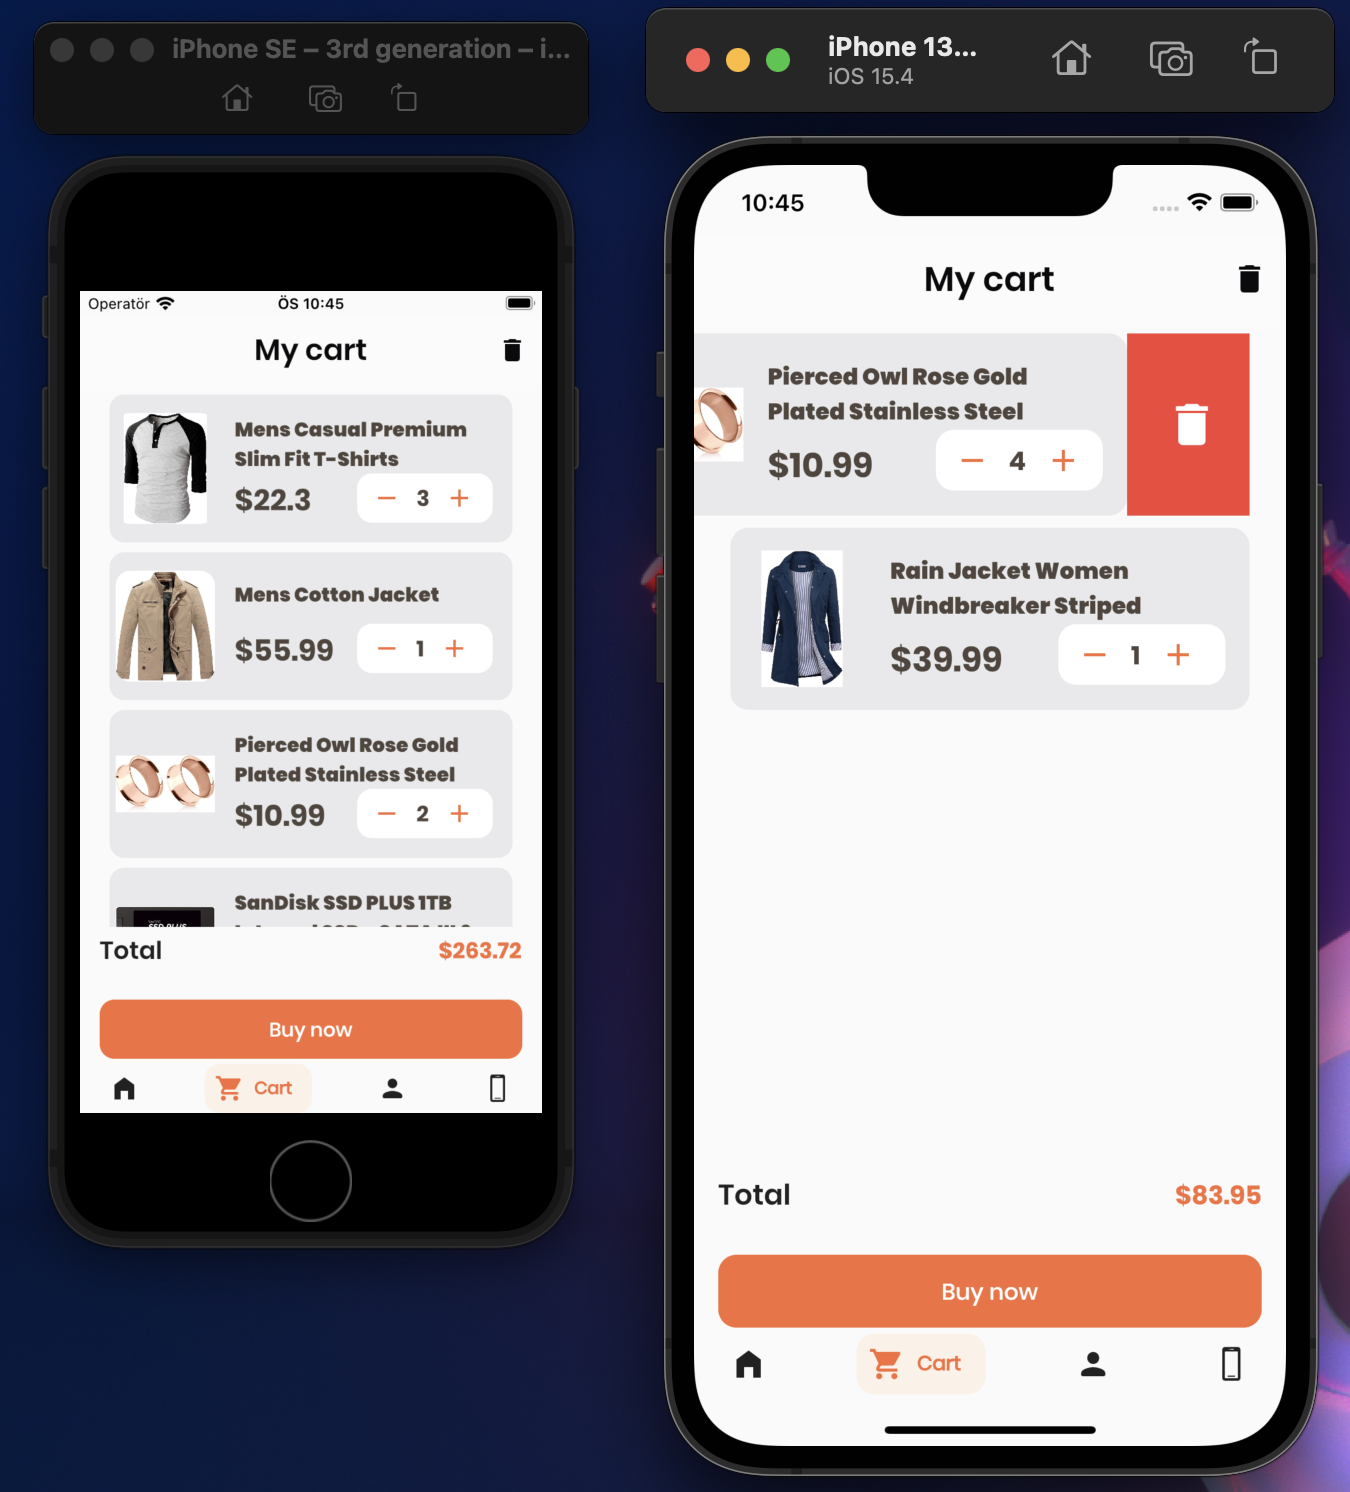 iPhone SE – 3rd generation – i...
Operatör
ÖS 10:45
My cart
Mens Casual Premium
Slim Fit T-Shirts
$22.3
− 3 +
Mens Cotton Jacket
$55.99
− 1 +
Pierced Owl Rose Gold
Plated Stainless Steel
$10.99
− 2 +
SanDisk SSD PLUS 1TB
SSD PLUS
Total
$263.72
Buy now
Cart
iPhone 13...
iOS 15.4
10:45
My cart
Pierced Owl Rose Gold
Plated Stainless Steel
$10.99
− 4 +
Rain Jacket Women
Windbreaker Striped
$39.99
− 1 +
Total
$83.95
Buy now
Cart